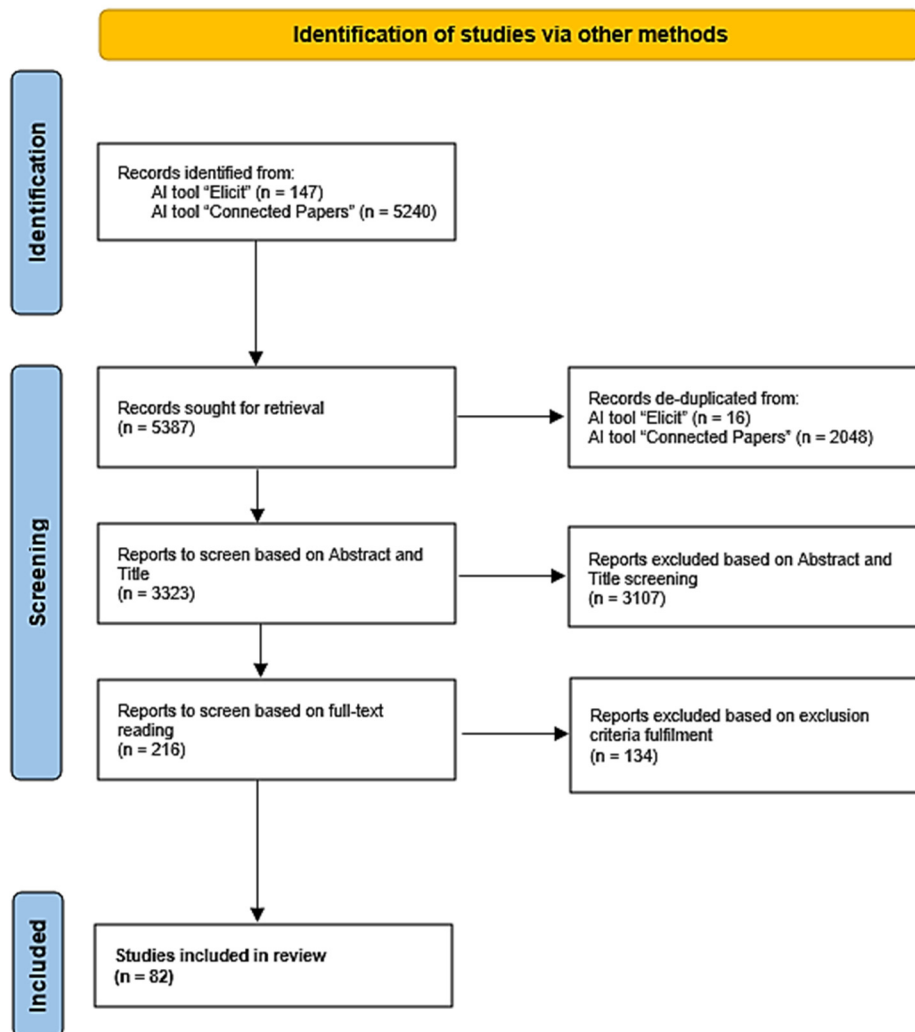 Identification of studies via other methods
Identification
Records identified from:
AI tool "Elicit" (n = 147)
AI tool "Connected Papers" (n = 5240)
Screening
Records sought for retrieval
(n = 5387)
Records de-duplicated from:
AI tool "Elicit" (n = 16)
AI tool "Connected Papers" (n = 2048)
Reports to screen based on Abstract and
Title
(n = 3323)
Reports excluded based on Abstract and
Title screening
(n = 3107)
Reports to screen based on full-text
reading
(n = 216)
Reports excluded based on exclusion
criteria fulfilment
(n = 134)
Included
Studies included in review
(n = 82)